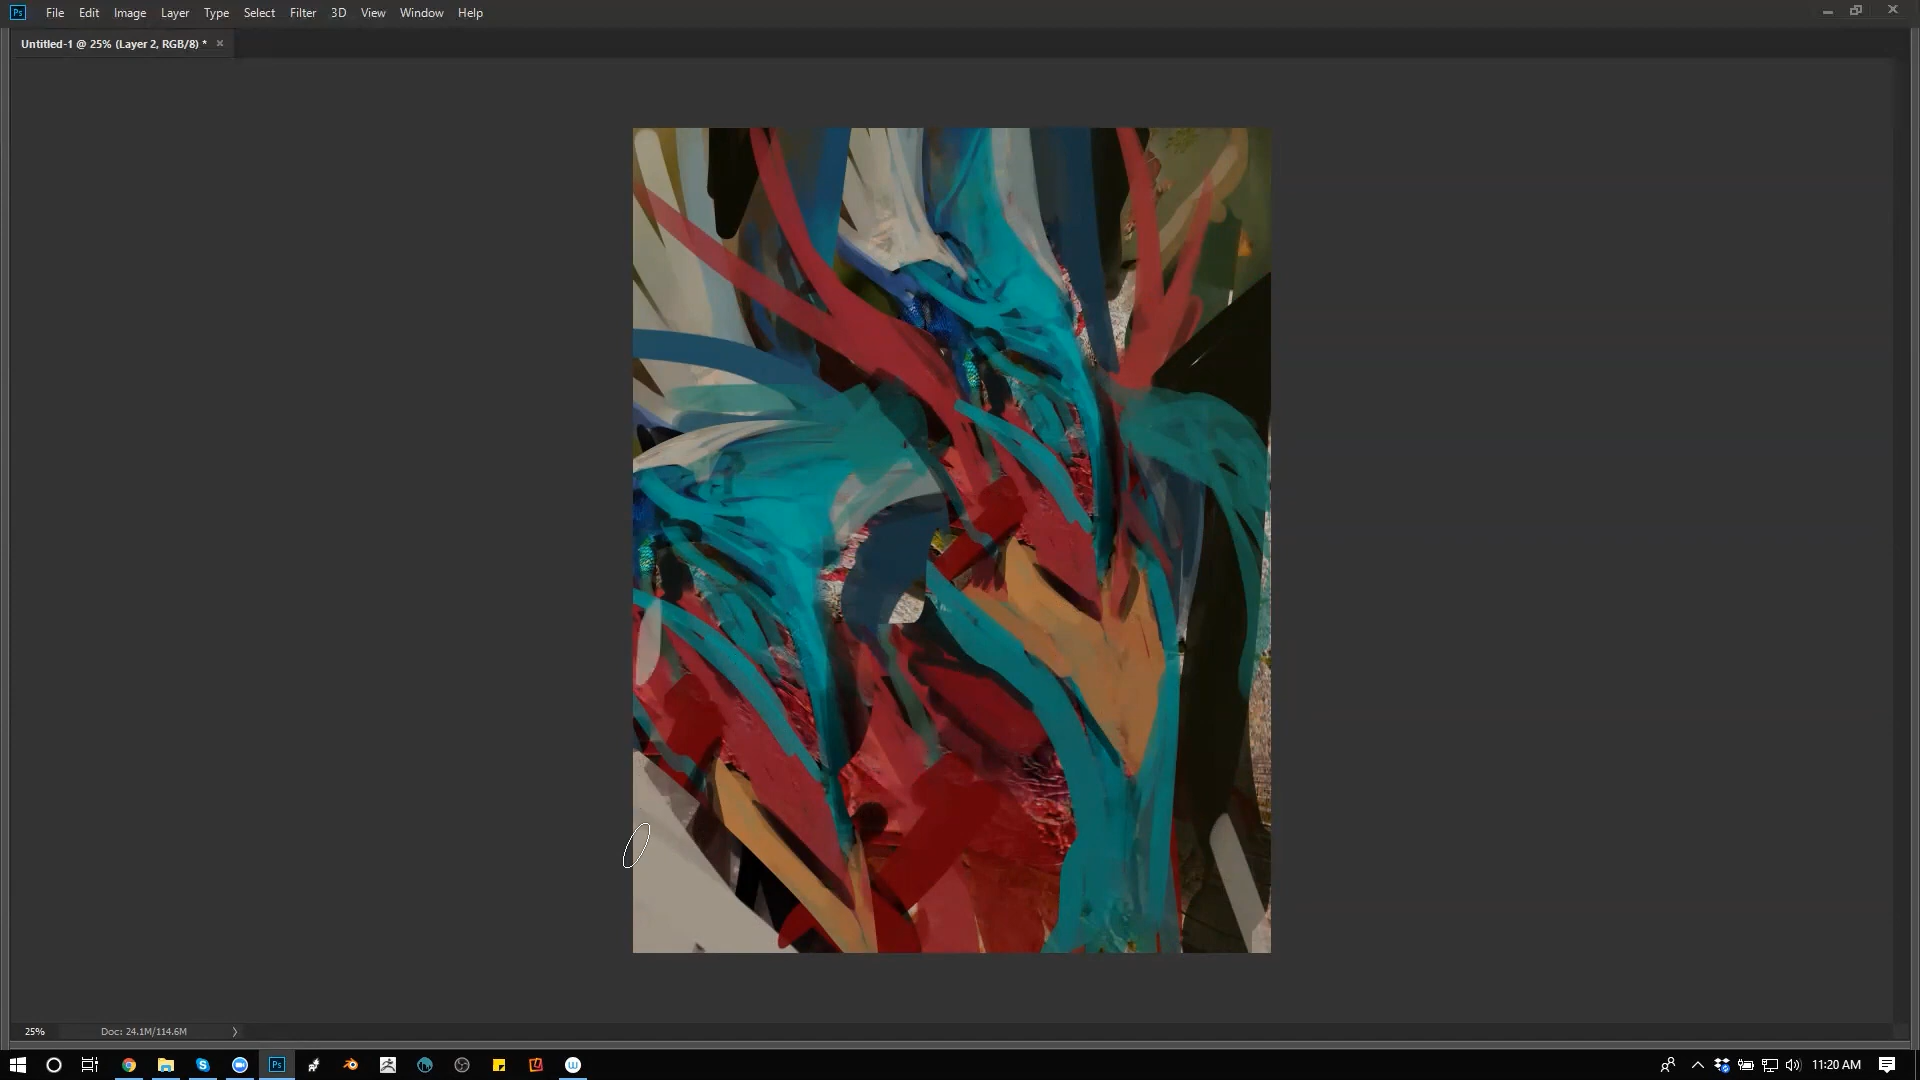 Ps File Edit Image Layer Type Select Filter 3D View Window Help
Untitled-1 @ 25% (Layer 2, RGB/8) *
25% Doc: 24.1M/114.6M
Ps 11:20 AM